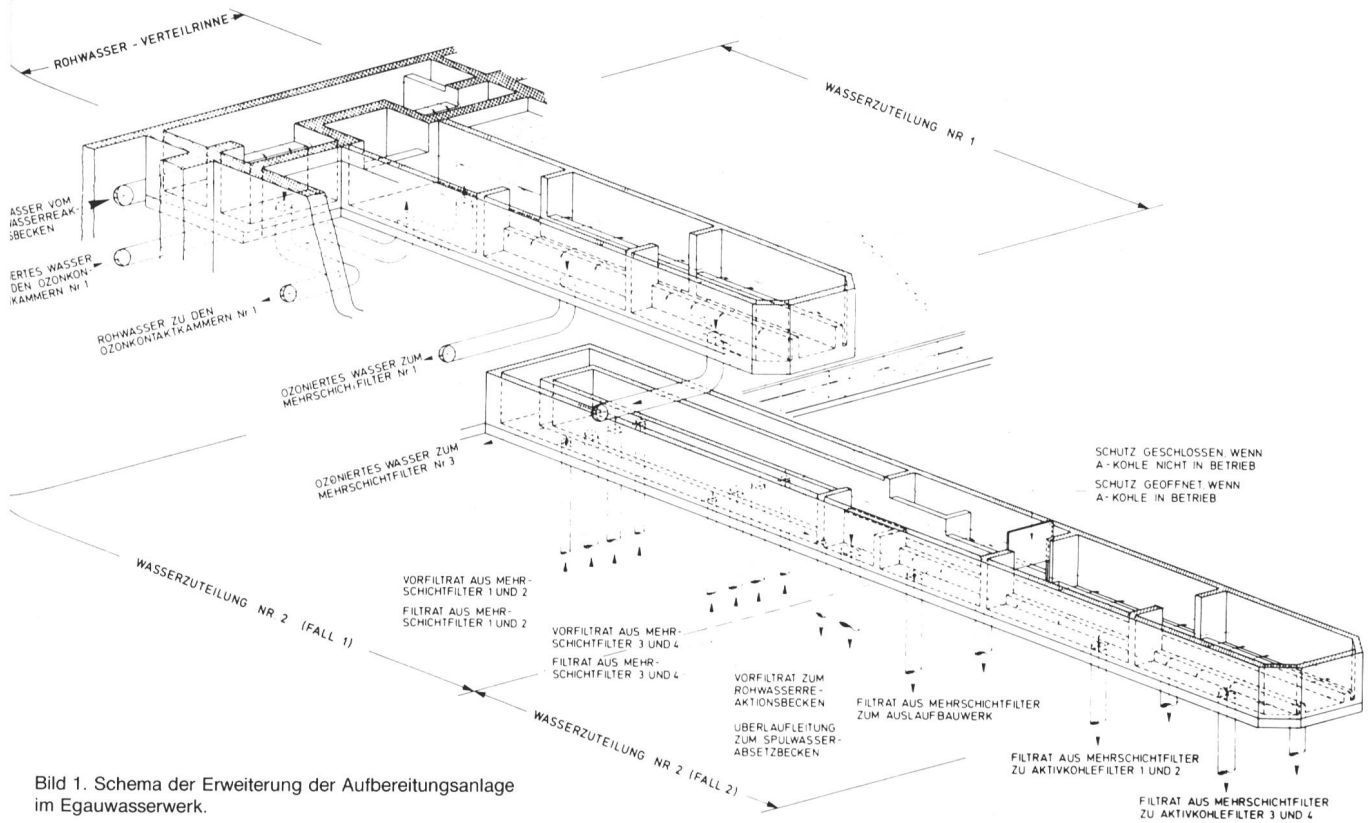 ROHWASSER - VERTEILRINNE
WASSERZUTEILUNG NR 1
ASSER VOM
ASSERREAK-
SBECKEN
ERTES WASSER
DEN OZONKON-
KAMMERN Nr 1
ROHWASSER ZU DEN
OZONKONTAKTKAMMERN Nr 1
OZONIERTES WASSER ZUM
MEHRSCHICH, FILTER Nr 1
OZONIERTES WASSER ZUM
MEHRSCHICHTFILTER Nr 3
SCHUTZ GESCHLOSSEN, WENN
A - KOHLE NICHT IN BETRIEB
SCHUTZ GEOFFNET WENN
A - KOHLE IN BETRIEB
WASSERZUTEILUNG NR 2 (FALL 1)
VORFILTRAT AUS MEHR-
SCHICHTFILTER 1 UND 2
FILTRAT AUS MEHR-
SCHICHTFILTER 1 UND 2
VORFILTRAT AUS MEHR-
SCHICHTFILTER 3 UND 4
FILTRAT AUS MEHR-
SCHICHTFILTER 3 UND 4
WASSERZUTEILUNG NR 2 (FALL 2)
VORFILTRAT ZUM
ROHWASSERRE-
AKTIONSBECKEN
UBERLAUFLEITUNG
ZUM SPULWASSER-
ABSETZBECKEN
FILTRAT AUS MEHRSCHICHTFILTER
ZUM AUSLAUFBAUWERK
FILTRAT AUS MEHRSCHICHTFILTER
ZU AKTIVKOHLEFILTER 1 UND 2
FILTRAT AUS MEHRSCHICHTFILTER
ZU AKTIVKOHLEFILTER 3 UND 4
Bild 1. Schema der Erweiterung der Aufbereitungsanlage
im Egauwasserwerk.